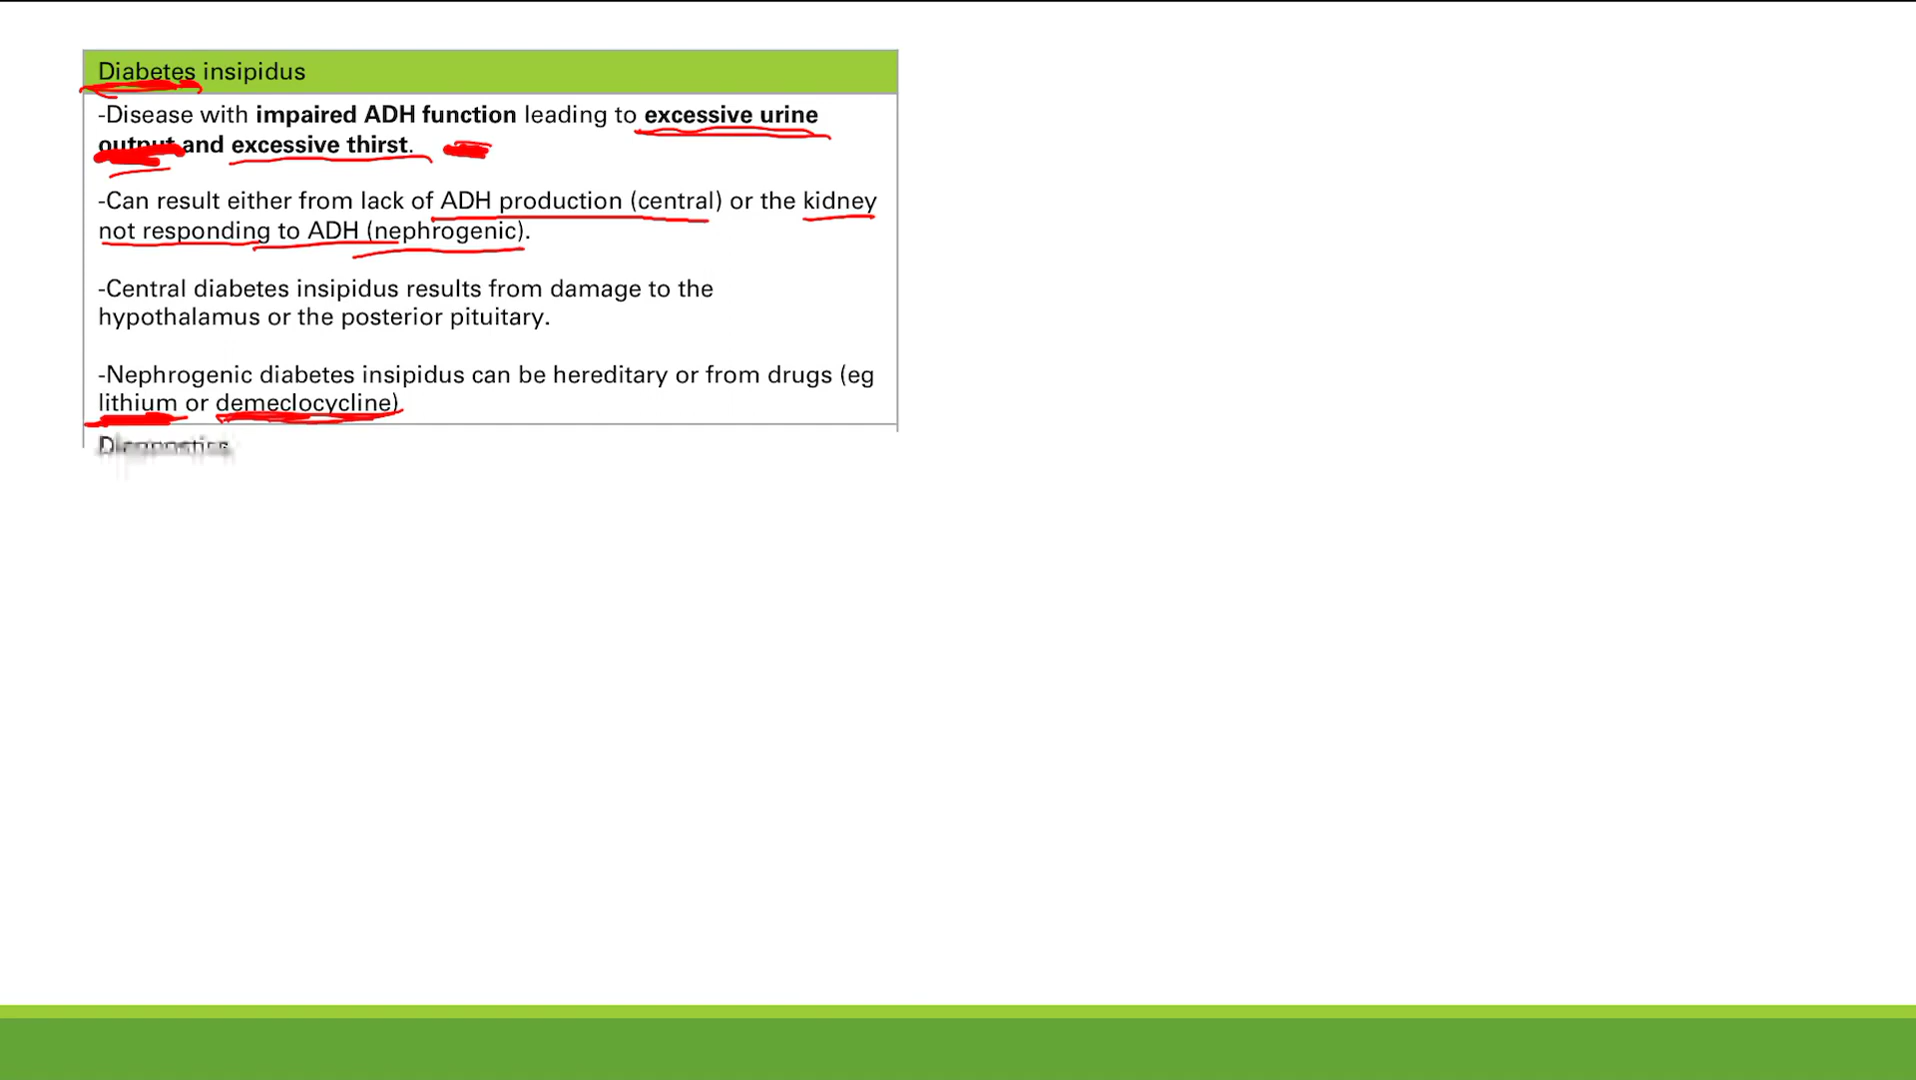 Diabetes insipidus
-Disease with impaired ADH function leading to excessive urine
output and excessive thirst.
-Can result either from lack of ADH production (central) or the kidney
not responding to ADH (nephrogenic).
-Central diabetes insipidus results from damage to the
hypothalamus or the posterior pituitary.
-Nephrogenic diabetes insipidus can be hereditary or from drugs (eg
lithium or demeclocycline)
Diagnostics